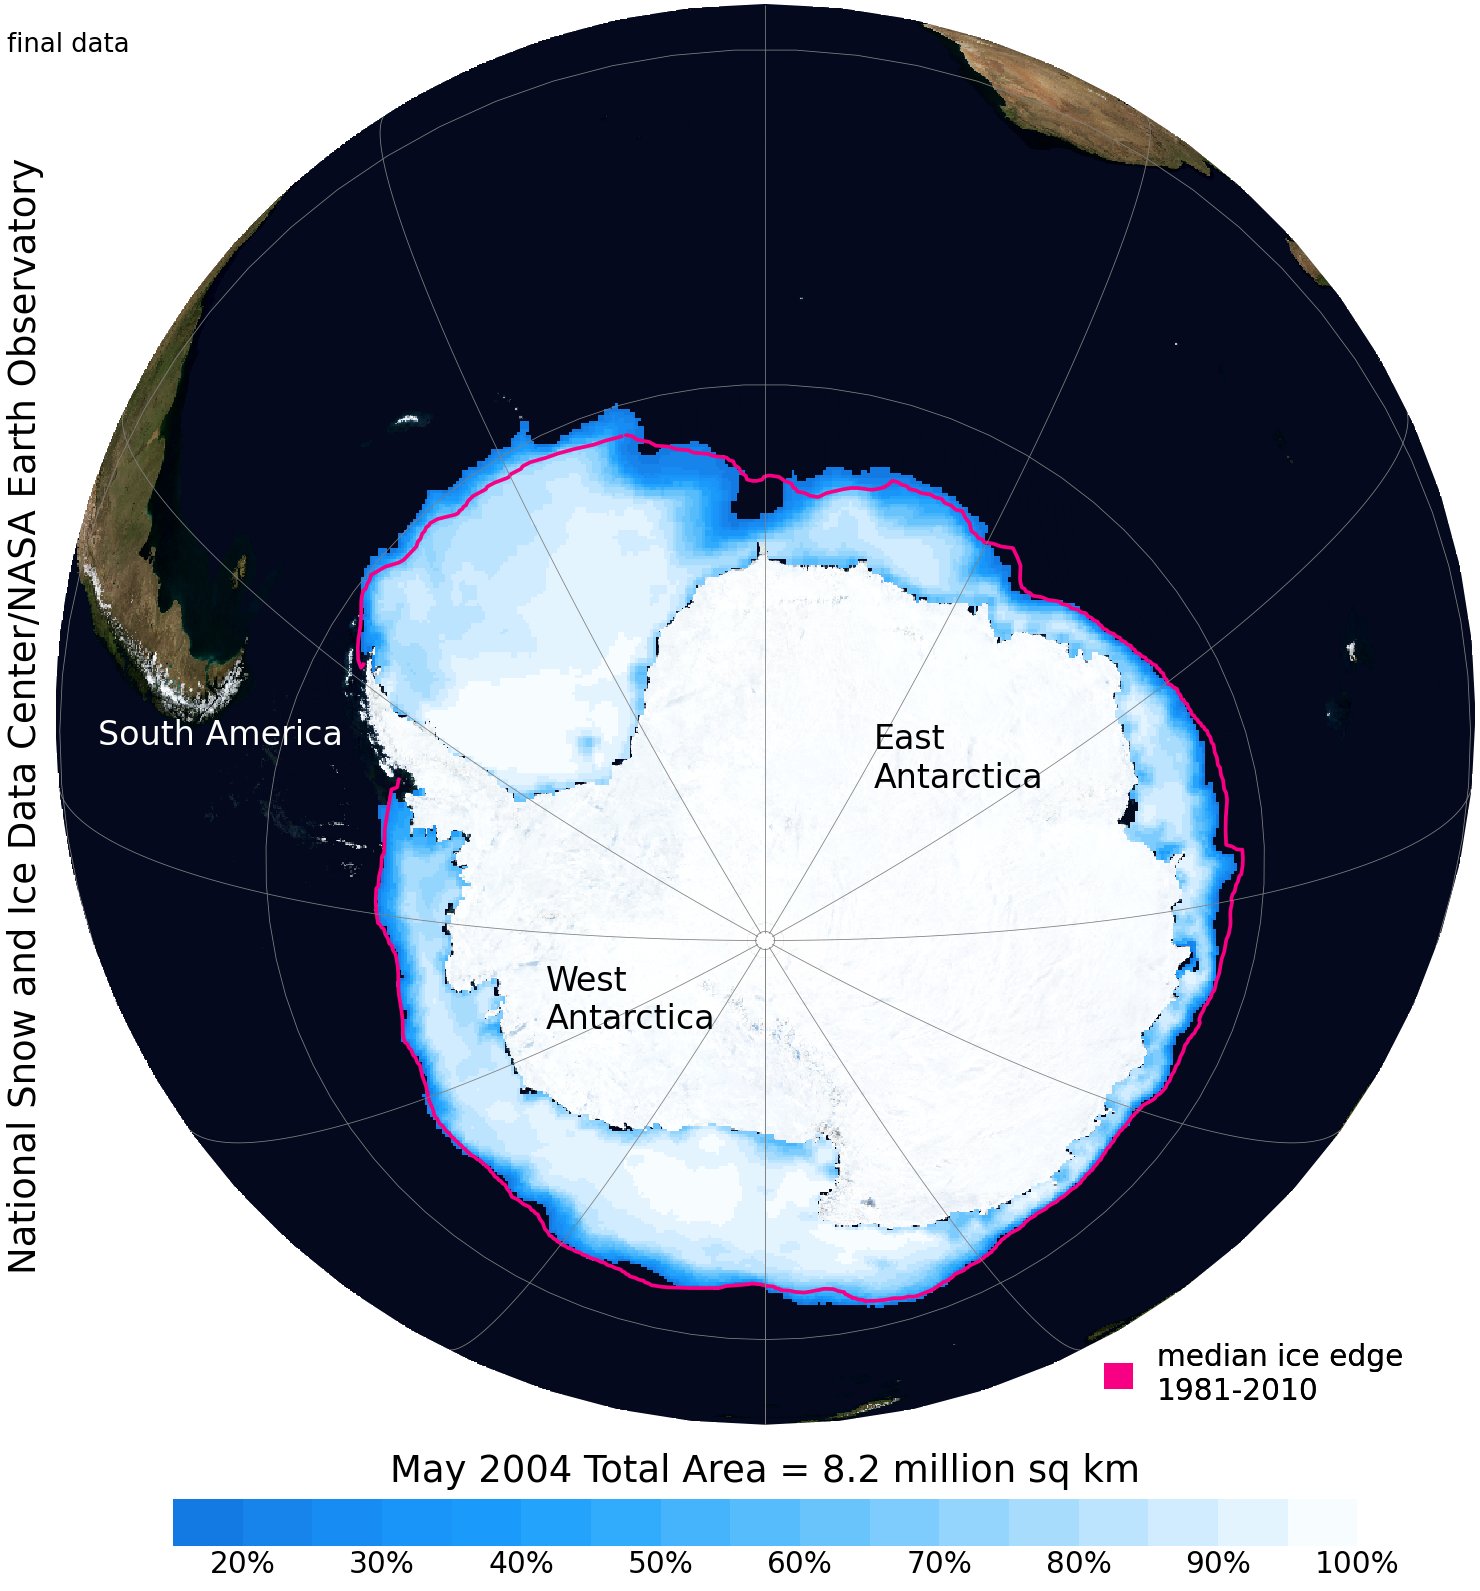 final data
National Snow and Ice Data Center/NASA Earth Observatory
South America
East
Antarctica
West
Antarctica
median ice edge
1981-2010
May 2004 Total Area = 8.2 million sq km
20% 30% 40% 50% 60% 70% 80% 90% 100%